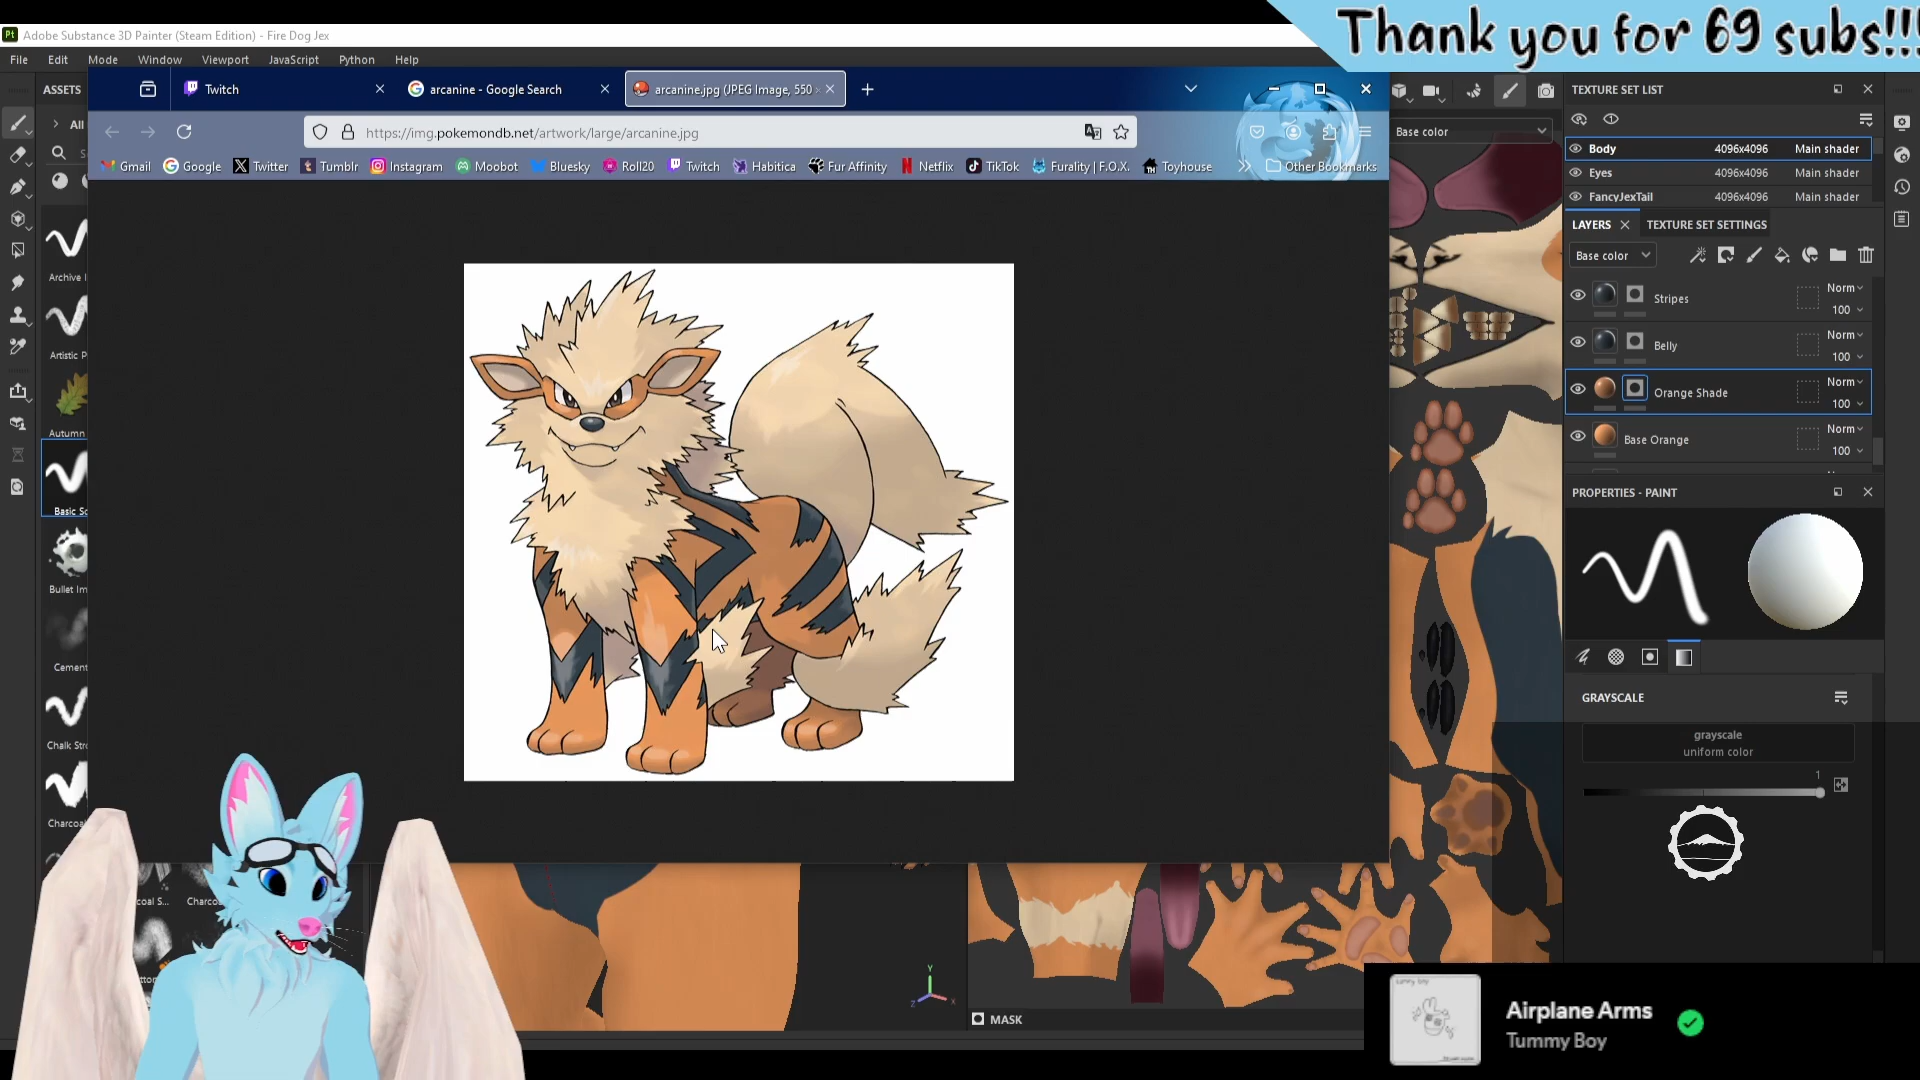 Thank you for 69 subs!!!
Adobe Substance 3D Painter (Steam Edition) - Fire Dog Jex
File Edit Mode Window Viewport JavaScript Python Help
ASSETS
Twitch
arcanine - Google Search
arcanine.jpg (JPEG Image, 550
TEXTURE SET LIST
All
https://img.pokemondb.net/artwork/large/arcanine.jpg
Base color
Gmail Google Twitter Tumblr Instagram Moobot Bluesky Roll20 Twitch Habitica Fur Affinity Netflix TikTok Furality | F.O.X. Toyhouse Other Bookmarks
Body 4096x4096 Main shader
Eyes 4096x4096 Main shader
FancyJexTail 4096x4096 Main shader
LAYERS TEXTURE SET SETTINGS
Base color
Archive I
Artistic P
Autumn
Basic So
Bullet Im
Cement
Chalk Str
Charcoal
coal S...
Charco
Stripes Norm 100
Belly Norm 100
Orange Shade Norm 100
Base Orange Norm 100
PROPERTIES - PAINT
GRAYSCALE
grayscale
uniform color
1
Y
Z X
MASK
tummy boy
Airplane Arms
Tummy Boy